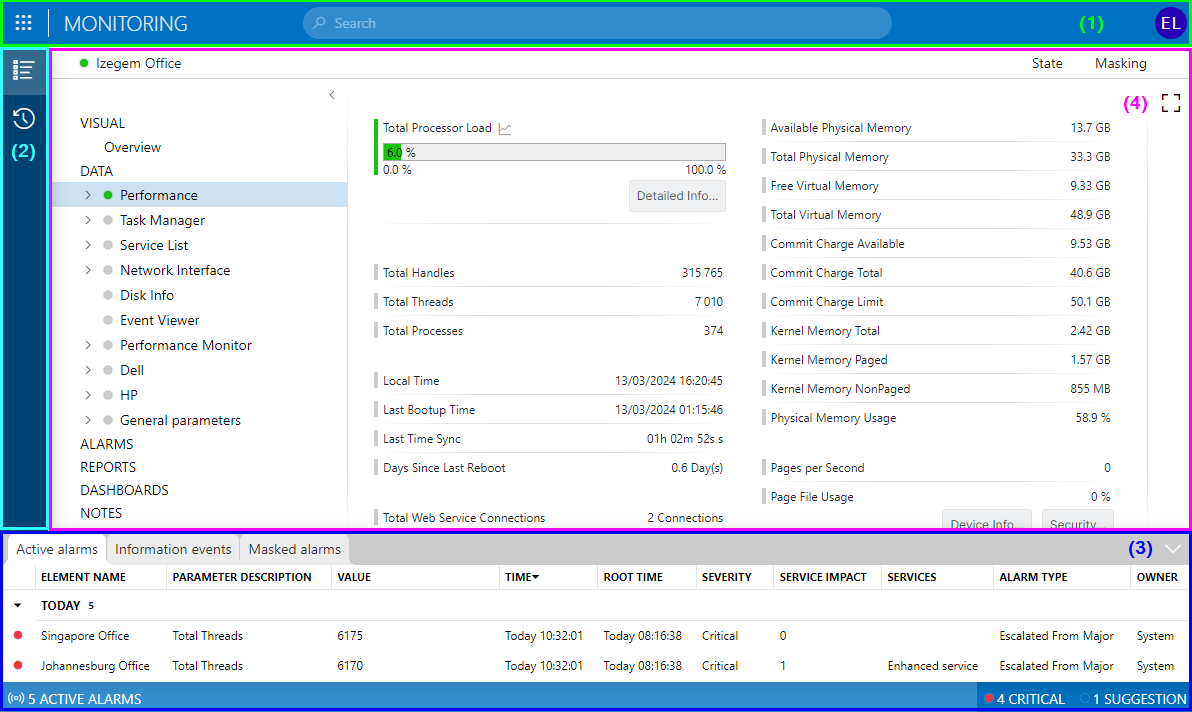 MONITORING
Search
(1)
EL
(2)
Izegem Office
State
Masking
(4)
VISUAL
Overview
DATA
Performance
Task Manager
Service List
Network Interface
Disk Info
Event Viewer
Performance Monitor
Dell
HP
General parameters
ALARMS
REPORTS
DASHBOARDS
NOTES
Total Processor Load
6.0 %
0.0 % 100.0 %
Detailed Info...
Total Handles 315 765
Total Threads 7 010
Total Processes 374
Local Time 13/03/2024 16:20:45
Last Bootup Time 13/03/2024 01:15:46
Last Time Sync 01h 02m 52s s
Days Since Last Reboot 0.6 Day(s)
Total Web Service Connections 2 Connections
Available Physical Memory 13.7 GB
Total Physical Memory 33.3 GB
Free Virtual Memory 9.33 GB
Total Virtual Memory 48.9 GB
Commit Charge Available 9.53 GB
Commit Charge Total 40.6 GB
Commit Charge Limit 50.1 GB
Kernel Memory Total 2.42 GB
Kernel Memory Paged 1.57 GB
Kernel Memory NonPaged 855 MB
Physical Memory Usage 58.9 %
Pages per Second 0
Page File Usage 0 %
Device Info... Security...
Active alarms Information events Masked alarms (3)
ELEMENT NAME PARAMETER DESCRIPTION VALUE TIME ROOT TIME SEVERITY SERVICE IMPACT SERVICES ALARM TYPE OWNER
TODAY 5
Singapore Office Total Threads 6175 Today 10:32:01 Today 08:16:38 Critical 0 Escalated From Major System
Johannesburg Office Total Threads 6170 Today 10:32:01 Today 08:16:38 Critical 1 Enhanced service Escalated From Major System
5 ACTIVE ALARMS 4 CRITICAL 1 SUGGESTION